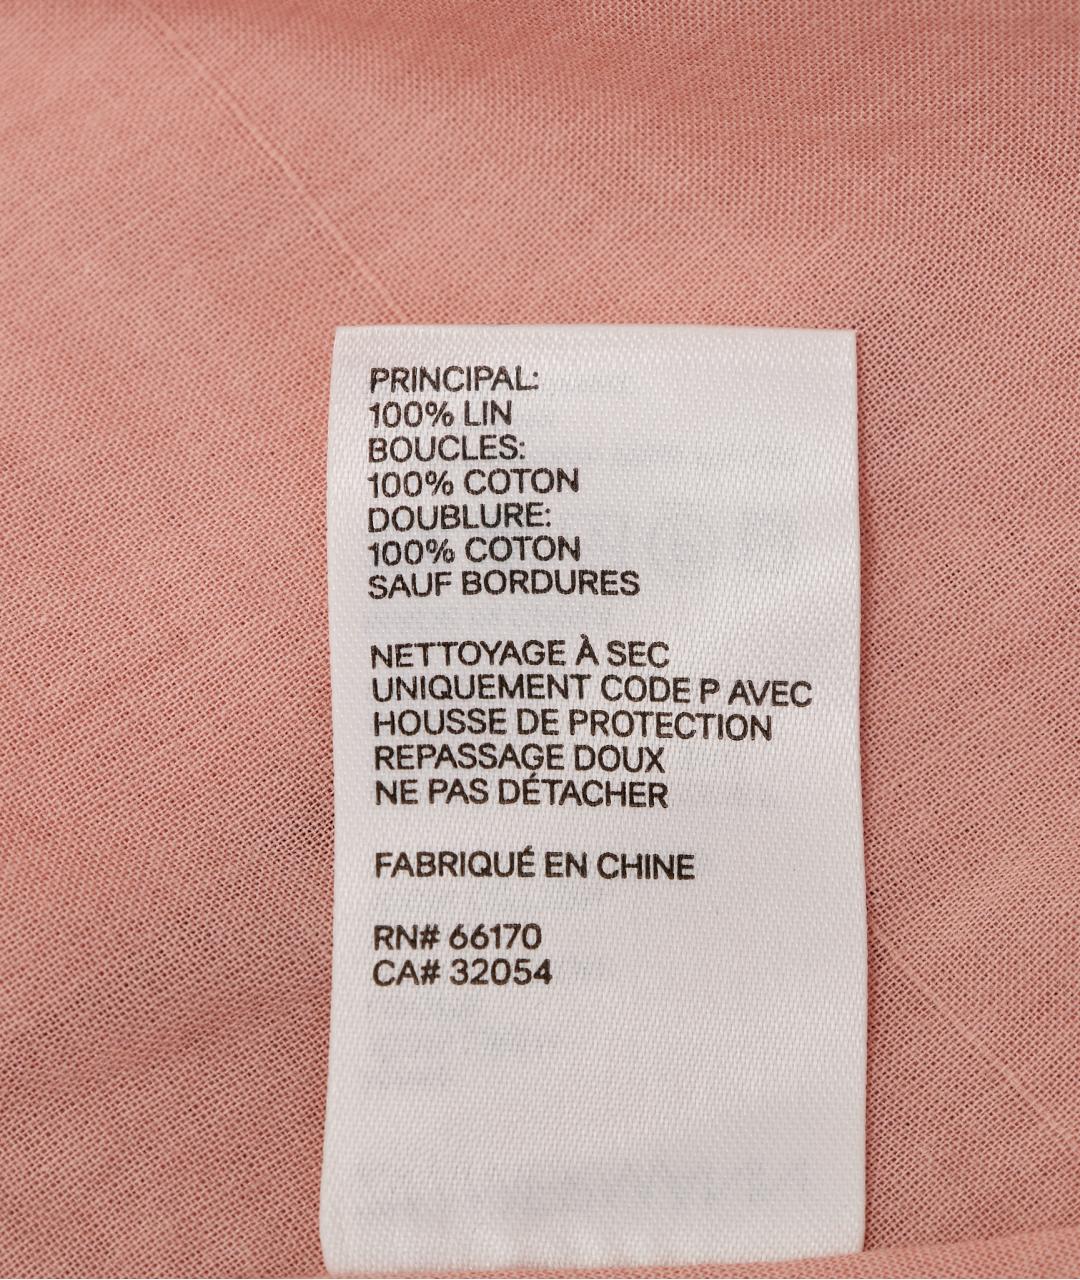 PRINCIPAL:
100% LIN
BOUCLES:
100% COTON
DOUBLURE:
100% COTON
SAUF BORDURES
NETTOYAGE À SEC
UNIQUEMENT CODE P AVEC
HOUSSE DE PROTECTION
REPASSAGE DOUX
NE PAS DÉTACHER
FABRIQUÉ EN CHINE
RN# 66170
CA# 32054